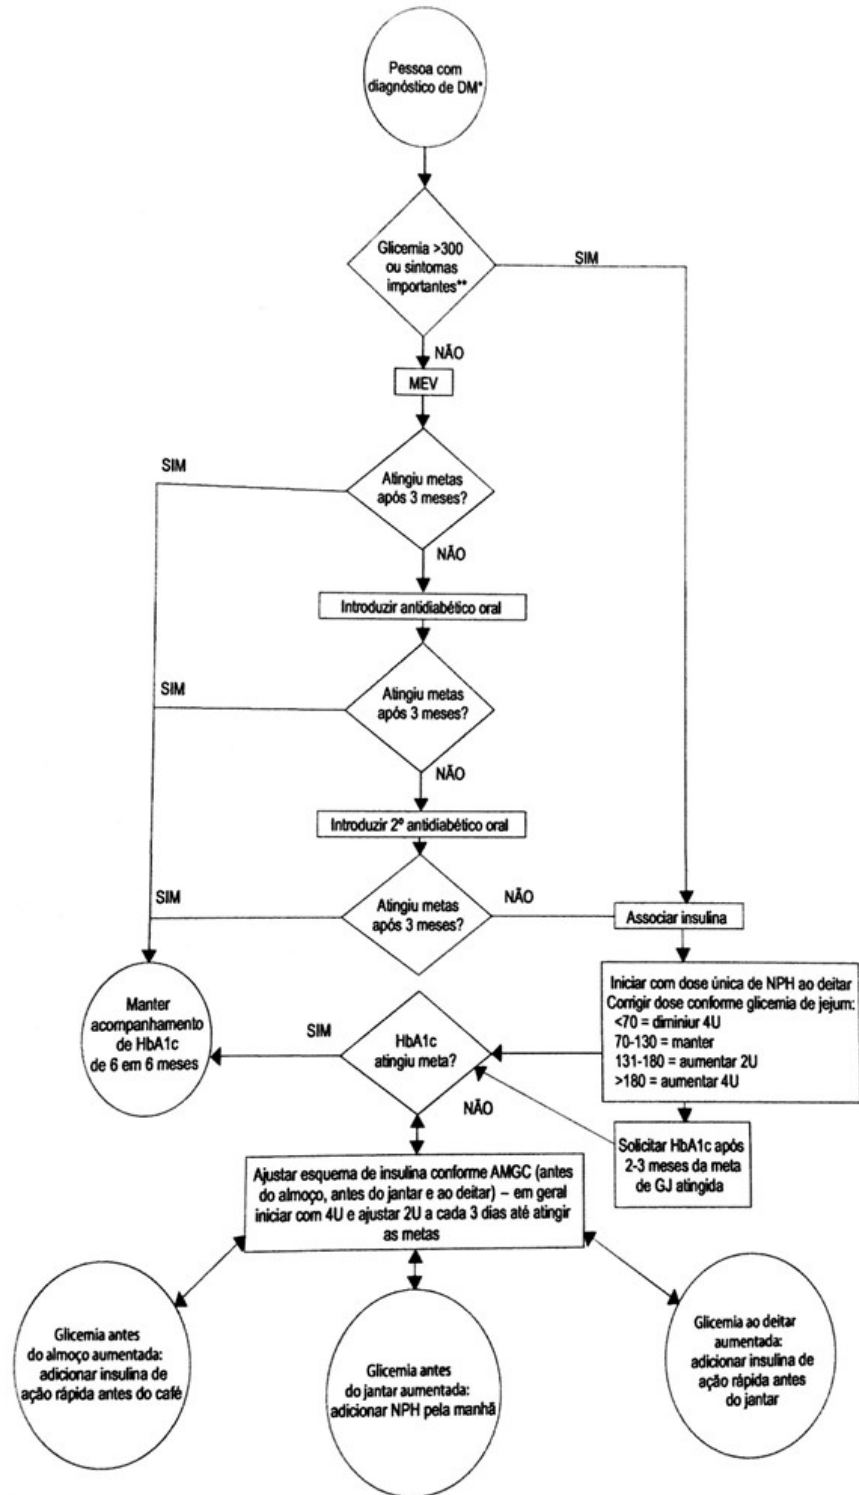 Pessoa com
diagnóstico de DM*
Glicemia >300
ou sintomas
importantes**
SIM
NÃO
MEV
SIM
Atingiu metas
após 3 meses?
NÃO
Introduzir antidiabético oral
SIM
Atingiu metas
após 3 meses?
NÃO
Introduzir 2º antidiabético oral
SIM
Atingiu metas
após 3 meses?
NÃO
Associar insulina
Iniciar com dose única de NPH ao deitar
Corrigir dose conforme glicemia de jejum:
<70 = diminiur 4U
70-130 = manter
131-180 = aumentar 2U
>180 = aumentar 4U
Manter
acompanhamento
de HbA1c
de 6 em 6 meses
SIM
HbA1c
atingiu meta?
NÃO
Solicitar HbA1c após
2-3 meses da meta
de GJ atingida
Ajustar esquema de insulina conforme AMGC (antes
do almoço, antes do jantar e ao deitar) – em geral
iniciar com 4U e ajustar 2U a cada 3 dias até atingir
as metas
Glicemia antes
do almoço aumentada:
adicionar insulina de
ação rápida antes do café
Glicemia antes
do jantar aumentada:
adicionar NPH pela manhã
Glicemia ao deitar
aumentada:
adicionar insulina de
ação rápida antes
do jantar